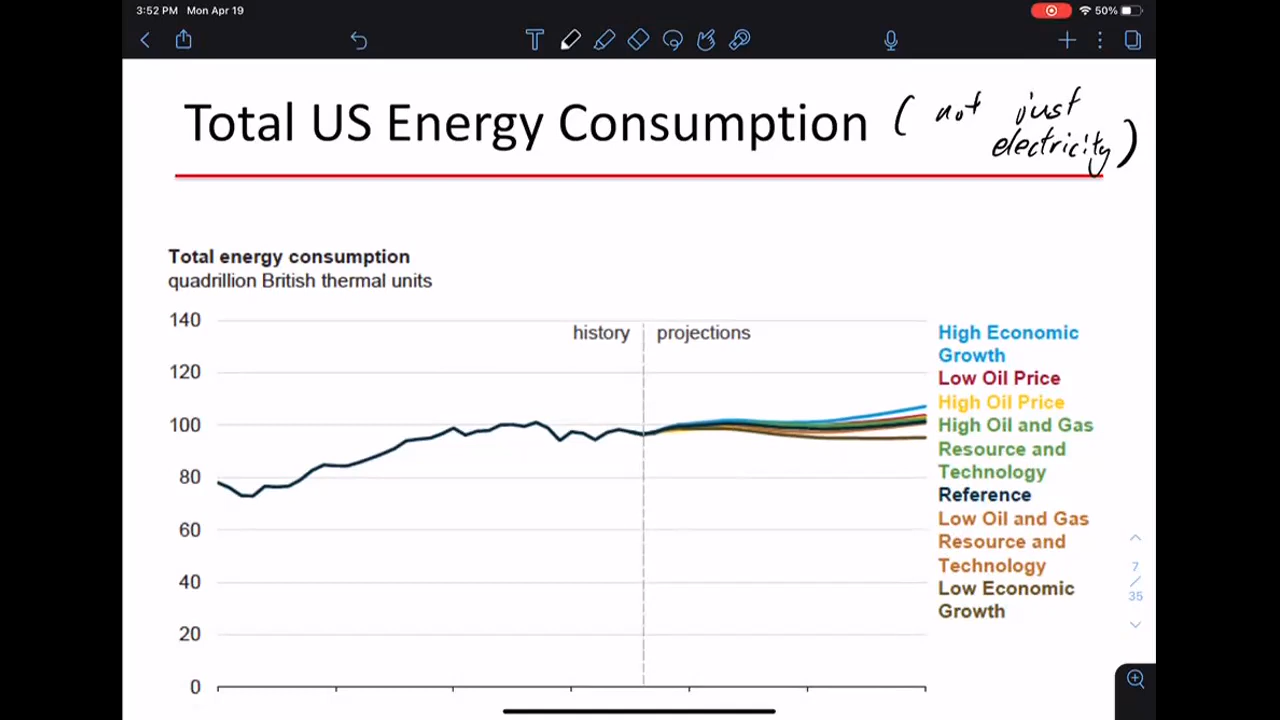 3:52 PM Mon Apr 19
50%
Total US Energy Consumption ( not just
electricity )
Total energy consumption
quadrillion British thermal units
140
history projections
120
100
80
60
40
20
0
High Economic
Growth
Low Oil Price
High Oil Price
High Oil and Gas
Resource and
Technology
Reference
Low Oil and Gas
Resource and
Technology
Low Economic
Growth
7
/
35